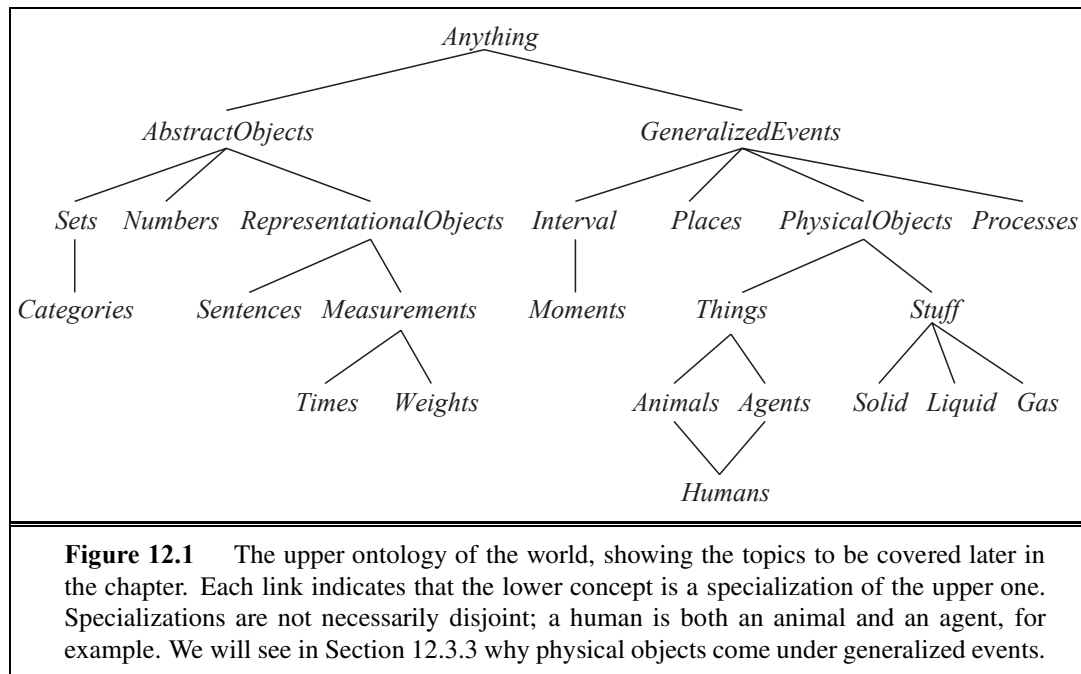 Anything
AbstractObjects GeneralizedEvents
Sets Numbers RepresentationalObjects Interval Places PhysicalObjects Processes
Categories Sentences Measurements Moments Things Stuff
Times Weights Animals Agents Solid Liquid Gas
Humans
Figure 12.1 The upper ontology of the world, showing the topics to be covered later in
the chapter. Each link indicates that the lower concept is a specialization of the upper one.
Specializations are not necessarily disjoint; a human is both an animal and an agent, for
example. We will see in Section 12.3.3 why physical objects come under generalized events.